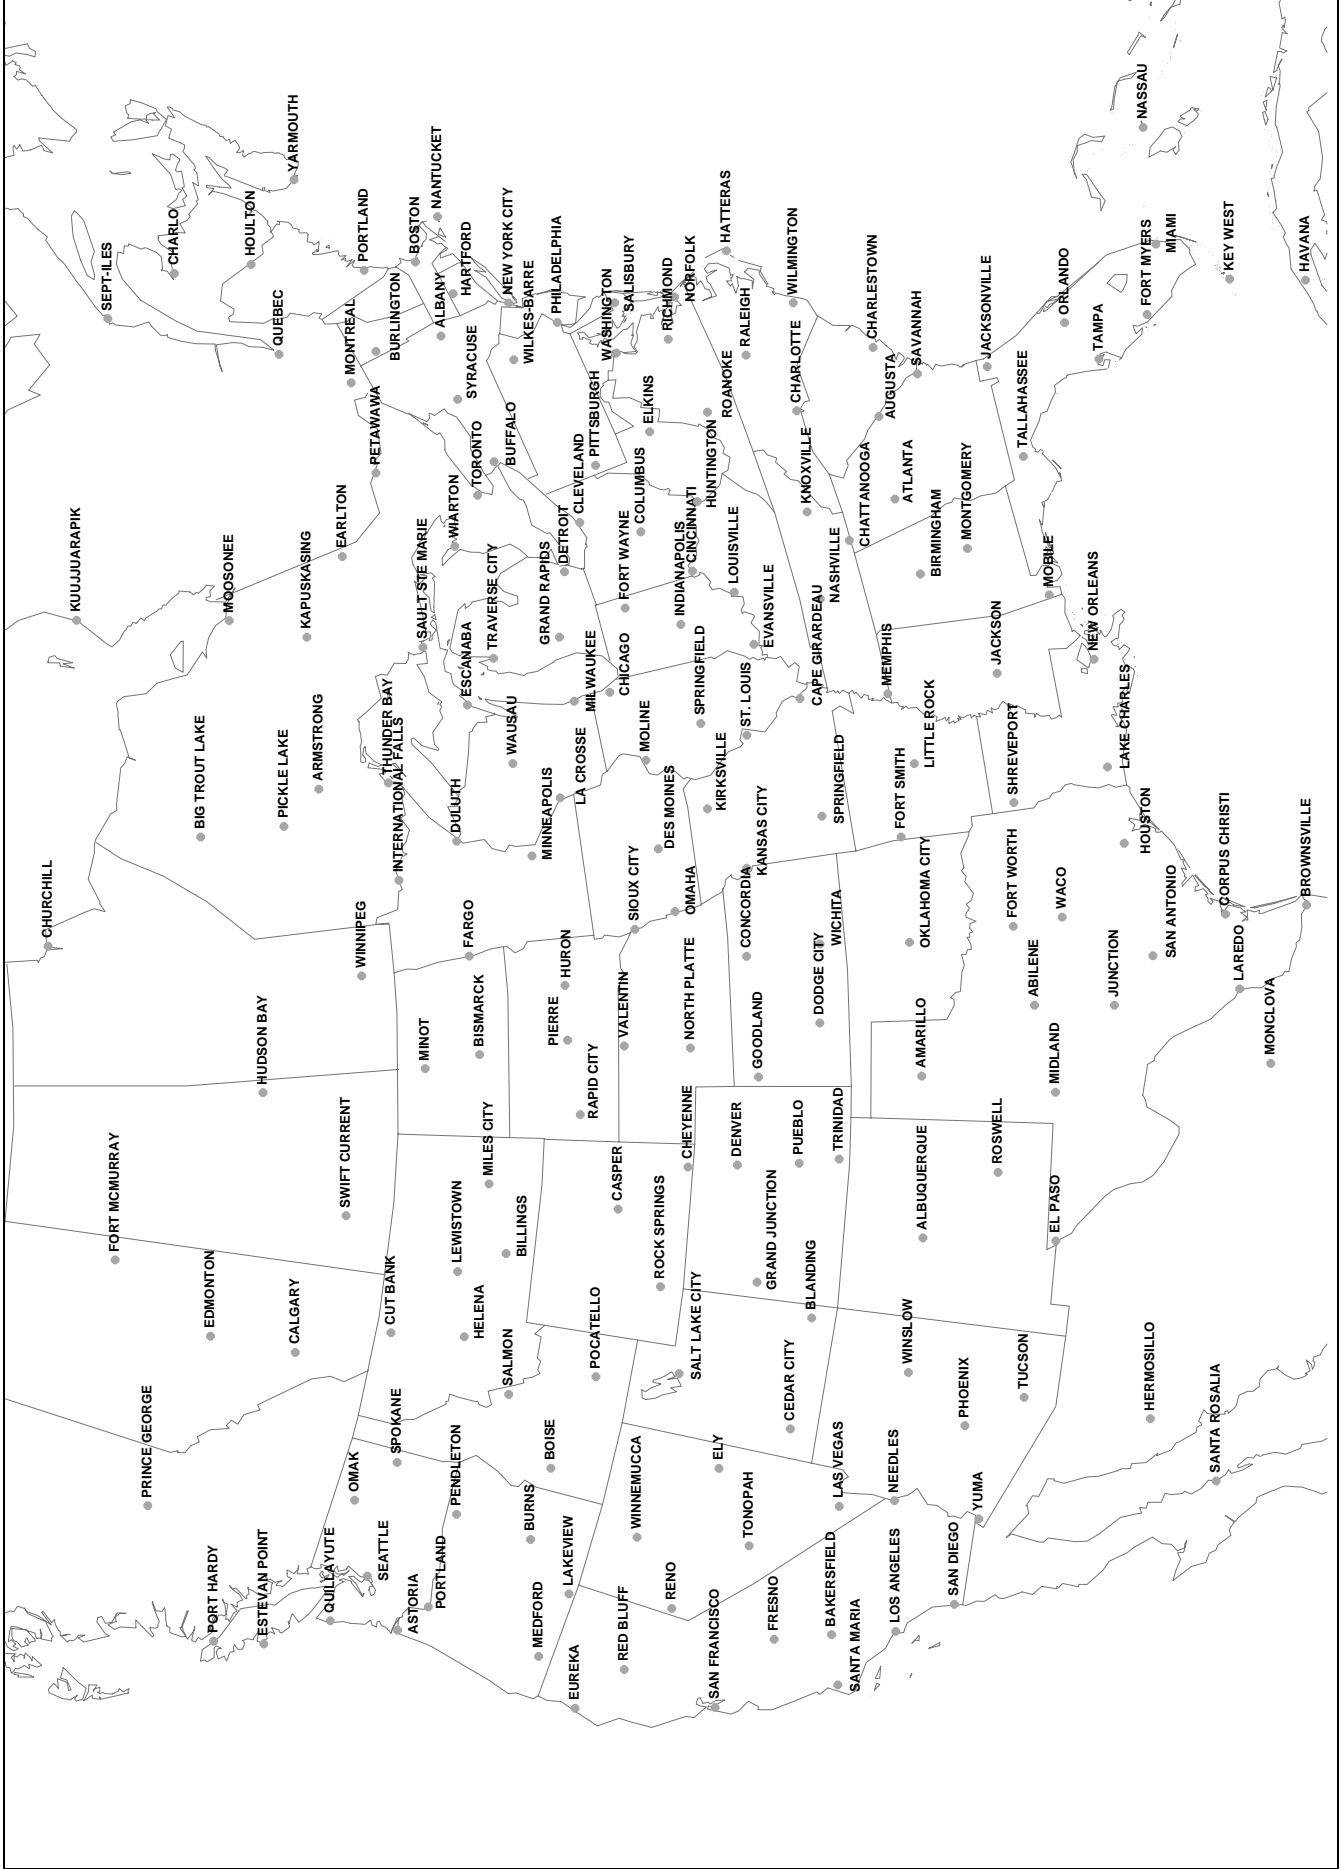 CHURCHILL
KUUJJUARAPIK
SEPT-ILES
FORT MCMURRAY
PRINCE GEORGE
CHARLO
BIG TROUT LAKE
EDMONTON
PORT HARDY
MOOSONEE
HOULTON
HUDSON BAY
ESTEVAN POINT
QUEBEC
PICKLE LAKE
CALGARY
YARMOUTH
KAPUSKASING
ARMSTRONG
QUILLAYUTE
EARLTON
SWIFT CURRENT
MONTREAL
OMAK
PORTLAND
WINNIPEG
SEATTLE
PETAWAWA
BURLINGTON
THUNDER BAY
INTERNATIONAL FALLS
CUT BANK
SPOKANE
ASTORIA
BOSTON
SAULT STE MARIE
MINOT
NANTUCKET
ALBANY
PORTLAND
HARTFORD
WIARTON
DULUTH
LEWISTOWN
PENDLETON
SYRACUSE
ESCANABA
FARGO
HELENA
TORONTO
BISMARCK
MILES CITY
TRAVERSE CITY
NEW YORK CITY
BUFFALO
WAUSAU
SALMON
BILLINGS
WILKES-BARRE
BURNS
MINNEAPOLIS
MEDFORD
BOISE
GRAND RAPIDS
PHILADELPHIA
DETROIT
HURON
PIERRE
LAKEVIEW
EUREKA
CLEVELAND
LA CROSSE
MILWAUKEE
RAPID CITY
POCATELLO
PITTSBURGH
WASHINGTON
SALISBURY
CASPER
FORT WAYNE
CHICAGO
VALENTIN
RED BLUFF
SIOUX CITY
WINNEMUCCA
COLUMBUS
MOLINE
ELKINS
RICHMOND
ROCK SPRINGS
DES MOINES
RENO
NORFOLK
OMAHA
INDIANAPOLIS
CINCINNATI
NORTH PLATTE
CHEYENNE
SALT LAKE CITY
SPRINGFIELD
HUNTINGTON
KIRKSVILLE
SAN FRANCISCO
ELY
HATTERAS
ROANOKE
LOUISVILLE
DENVER
RALEIGH
ST. LOUIS
CONCORDIA
KANSAS CITY
TONOPAH
GOODLAND
EVANSVILLE
GRAND JUNCTION
FRESNO
WILMINGTON
CHARLOTTE
CEDAR CITY
PUEBLO
KNOXVILLE
BLANDING
CAPE GIRARDEAU
NASHVILLE
DODGE CITY
WICHITA
SPRINGFIELD
TRINIDAD
LAS VEGAS
BAKERSFIELD
SANTA MARIA
CHATTANOOGA
CHARLESTOWN
AUGUSTA
MEMPHIS
NEEDLES
LOS ANGELES
FORT SMITH
ATLANTA
WINSLOW
SAVANNAH
LITTLE ROCK
OKLAHOMA CITY
AMARILLO
ALBUQUERQUE
BIRMINGHAM
SAN DIEGO
PHOENIX
MONTGOMERY
YUMA
JACKSONVILLE
JACKSON
ROSWELL
SHREVEPORT
FORT WORTH
TALLAHASSEE
TUCSON
ABILENE
MOBILE
MIDLAND
EL PASO
WACO
ORLANDO
NEW ORLEANS
TAMPA
JUNCTION
LAKE CHARLES
NASSAU
HOUSTON
FORT MYERS
HERMOSILLO
MIAMI
SAN ANTONIO
SANTA ROSALIA
CORPUS CHRISTI
KEY WEST
LAREDO
MONCLOVA
HAVANA
BROWNSVILLE